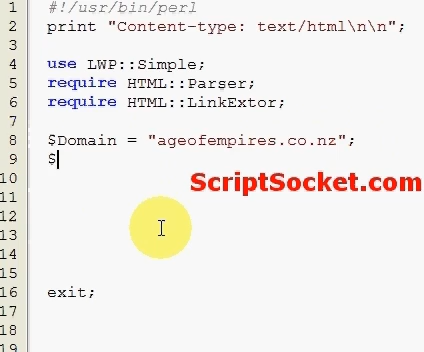 1 #!/usr/bin/perl
2 print "Content-type: text/html\n\n";
3
4 use LWP::Simple;
5 require HTML::Parser;
6 require HTML::LinkExtor;
7
8 $Domain = "ageofempires.co.nz";
9 $
10
ScriptSocket.com
11
12
13
14
15
16 exit;
17
18
19